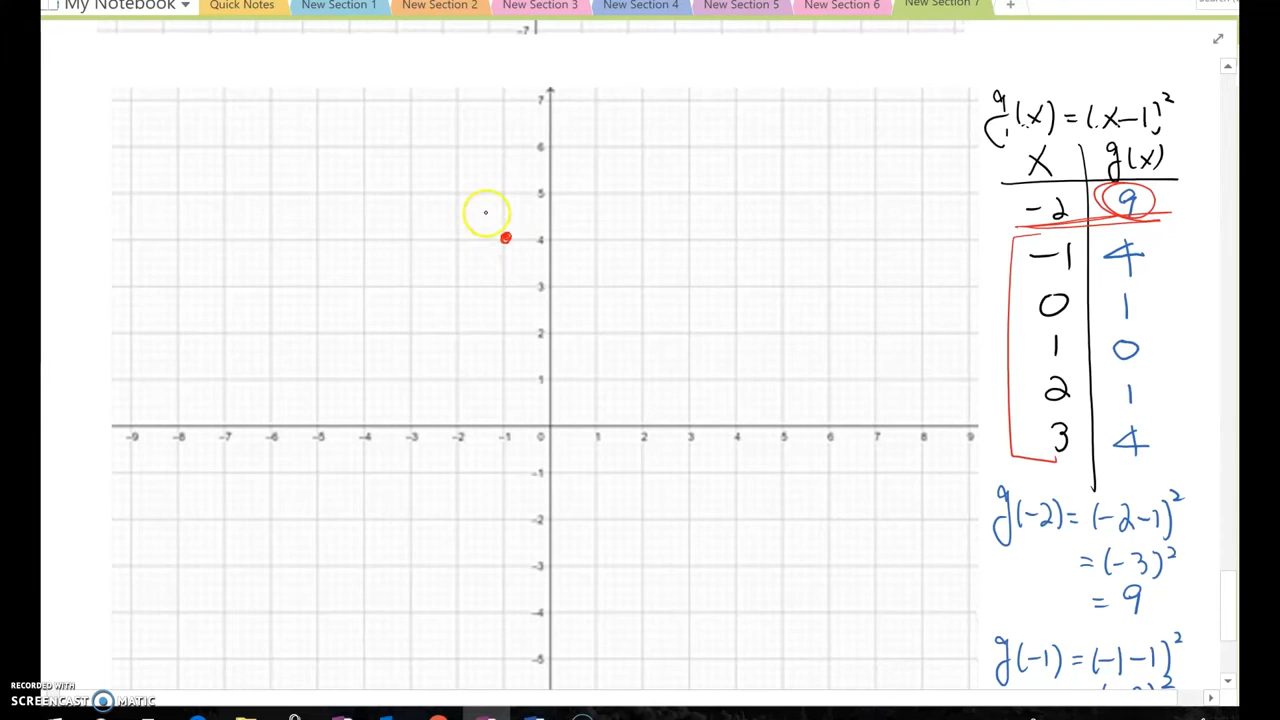 My Notebook Quick Notes New Section 1 New Section 2 New Section 3 New Section 4 New Section 5 New Section 6 New Section 7 +
-7
7
6
5
4
3
2
1
-9 -8 -7 -6 -5 -4 -3 -2 -1 0 1 2 3 4 5 6 7 8 9
-1
-2
-3
-4
-5
g(x) = (x-1)²
x g(x)
-2 9
-1 4
0 1
1 0
2 1
3 4
g(-2) = (-2-1)²
= (-3)²
= 9
g(-1) = (-1-1)²
RECORDED WITH
SCREENCAST MATIC